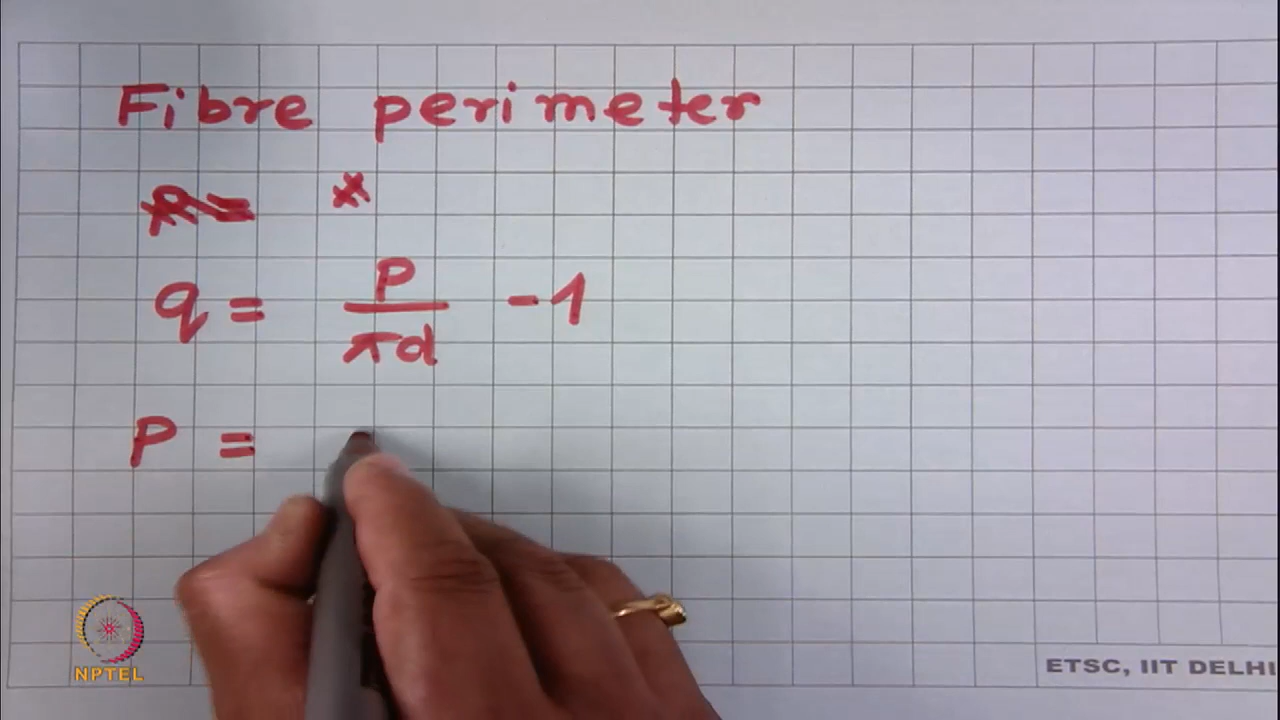 Fibre perimeter
q = P/πd - 1
P =
NPTEL
ETSC, IIT DELHI